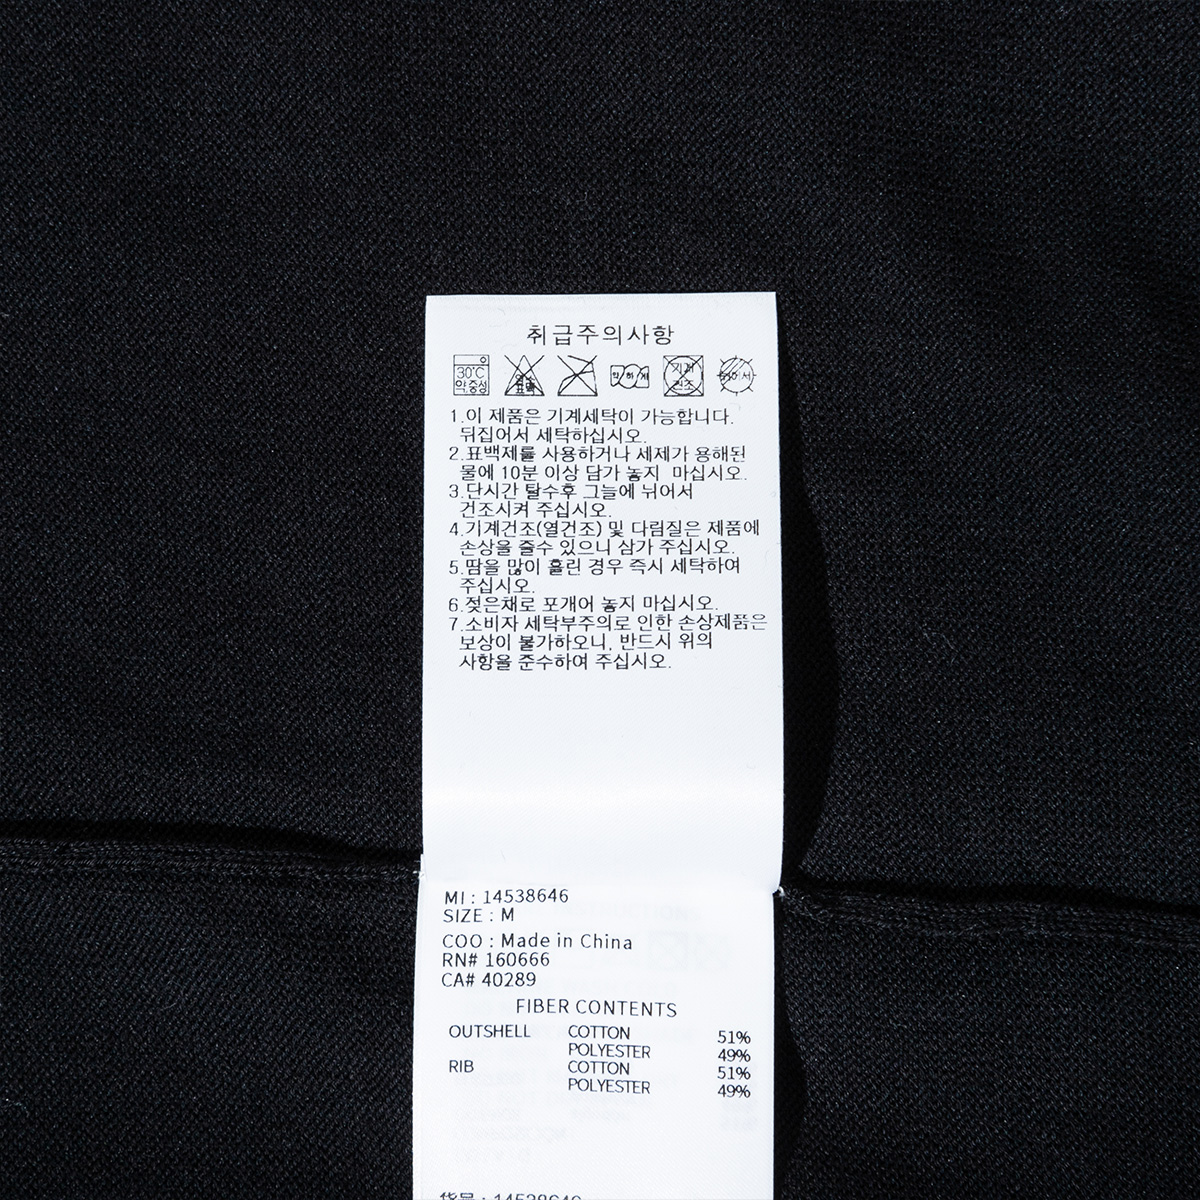 취급주의사항
30°C
약.중성
1.이 제품은 기계세탁이 가능합니다.
뒤집어서 세탁하십시오.
2.표백제를 사용하거나 세제가 용해된
물에 10분 이상 담가 놓지 마십시오.
3.단시간 탈수후 그늘에 뉘어서
건조시켜 주십시오.
4.기계건조(열건조) 및 다림질은 제품에
손상을 줄수 있으니 삼가 주십시오.
5.땀을 많이 흘린 경우 즉시 세탁하여
주십시오.
6.젖은채로 포개어 놓지 마십시오.
7.소비자 세탁부주의로 인한 손상제품은
보상이 불가하오니, 반드시 위의
사항을 준수하여 주십시오.
MI : 14538646
SIZE : M
COO : Made in China
RN# 160666
CA# 40289
FIBER CONTENTS
OUTSHELL COTTON 51%
POLYESTER 49%
RIB COTTON 51%
POLYESTER 49%
货号 : 14538646